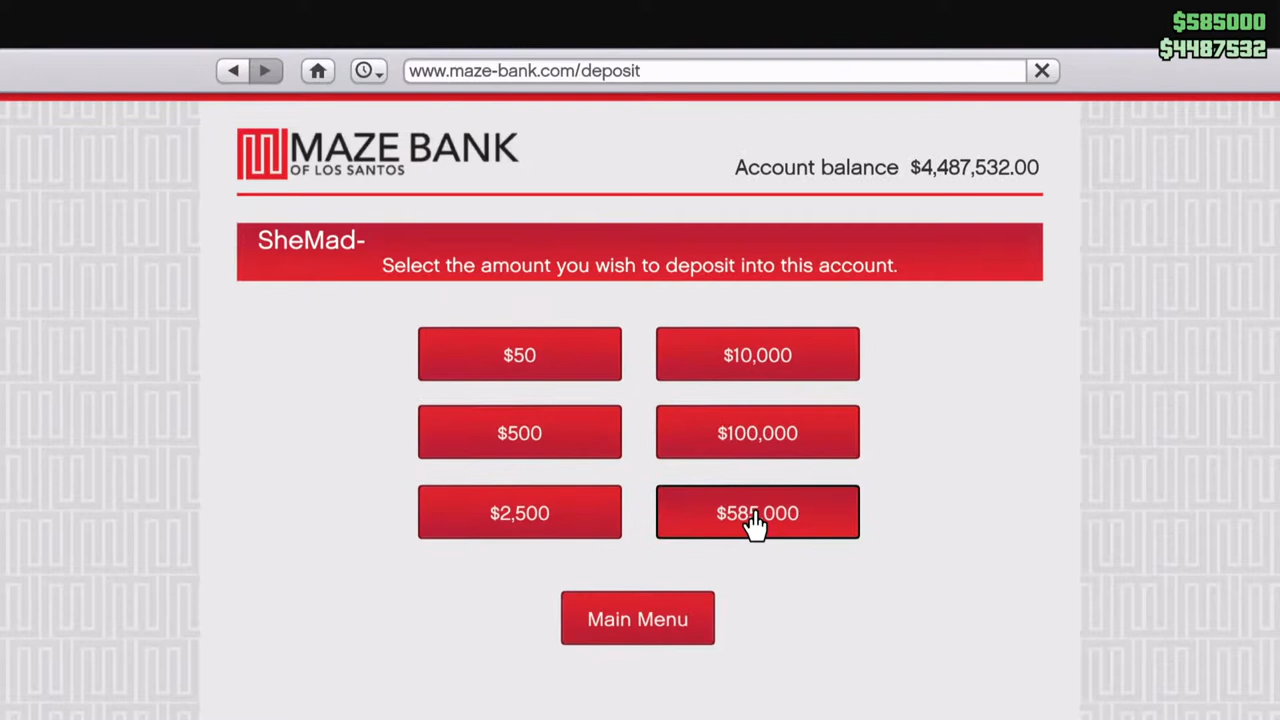 $585000
$4487532
www.maze-bank.com/deposit
MAZE BANK
OF LOS SANTOS
Account balance $4,487,532.00
SheMad-
Select the amount you wish to deposit into this account.
$50
$10,000
$500
$100,000
$2,500
$585,000
Main Menu